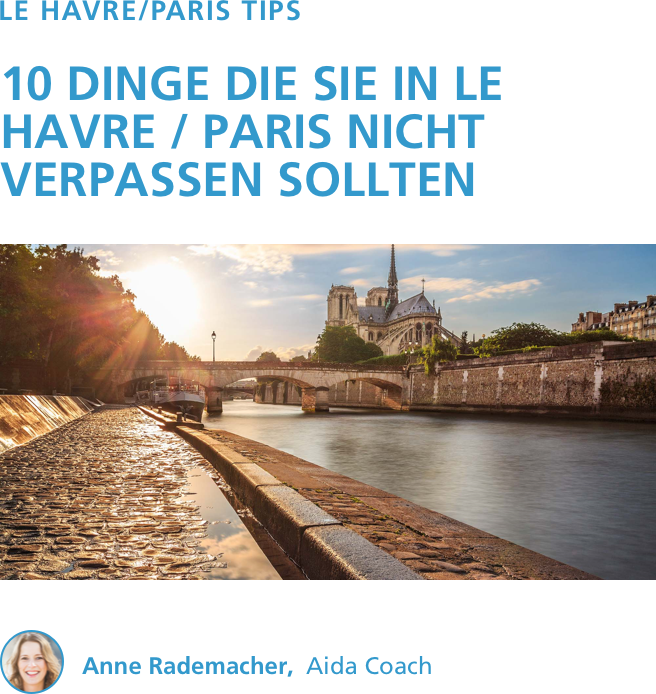 LE HAVRE/PARIS TIPS
10 DINGE DIE SIE IN LE
HAVRE / PARIS NICHT
VERPASSEN SOLLTEN
Anne Rademacher, Aida Coach